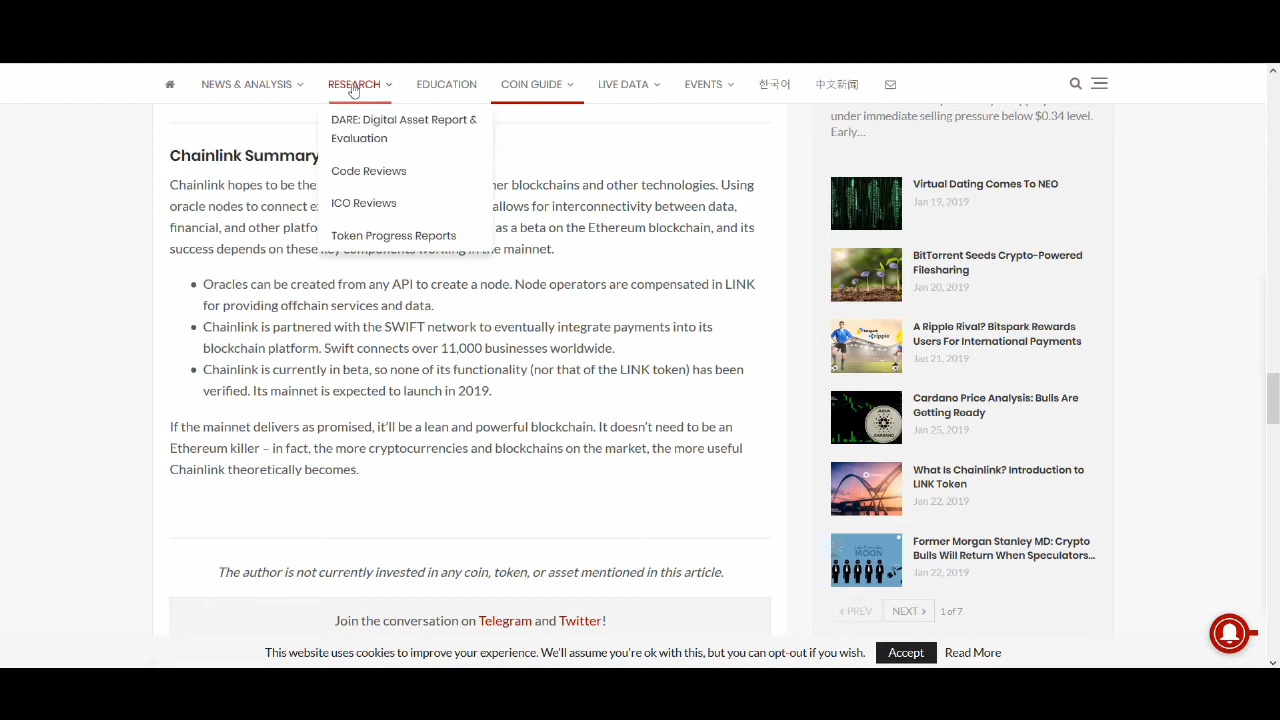 NEWS & ANALYSIS
RESEARCH
EDUCATION
COIN GUIDE
LIVE DATA
EVENTS
한국어
中文新闻
DARE: Digital Asset Report &
Evaluation
Code Reviews
ICO Reviews
Token Progress Reports
Chainlink Summary
Chainlink hopes to be the
her blockchains and other technologies. Using
oracle nodes to connect
allows for interconnectivity between data,
financial, and other
as a beta on the Ethereum blockchain, and its
success depends on these key components working in the mainnet.
Oracles can be created from any API to create a node. Node operators are compensated in LINK
for providing offchain services and data.
Chainlink is partnered with the SWIFT network to eventually integrate payments into its
blockchain platform. Swift connects over 11,000 businesses worldwide.
Chainlink is currently in beta, so none of its functionality (nor that of the LINK token) has been
verified. Its mainnet is expected to launch in 2019.
If the mainnet delivers as promised, it'll be a lean and powerful blockchain. It doesn't need to be an
Ethereum killer – in fact, the more cryptocurrencies and blockchains on the market, the more useful
Chainlink theoretically becomes.
The author is not currently invested in any coin, token, or asset mentioned in this article.
Join the conversation on Telegram and Twitter!
under immediate selling pressure below $0.34 level.
Early...
Virtual Dating Comes To NEO
Jan 19, 2019
BitTorrent Seeds Crypto-Powered
Filesharing
Jan 20, 2019
A Ripple Rival? Bitspark Rewards
Users For International Payments
Jan 21, 2019
Cardano Price Analysis: Bulls Are
Getting Ready
Jan 25, 2019
What Is Chainlink? Introduction to
LINK Token
Jan 22, 2019
Former Morgan Stanley MD: Crypto
Bulls Will Return When Speculators...
Jan 22, 2019
PREV
NEXT
1 of 7
This website uses cookies to improve your experience. We'll assume you're ok with this, but you can opt-out if you wish.
Accept
Read More